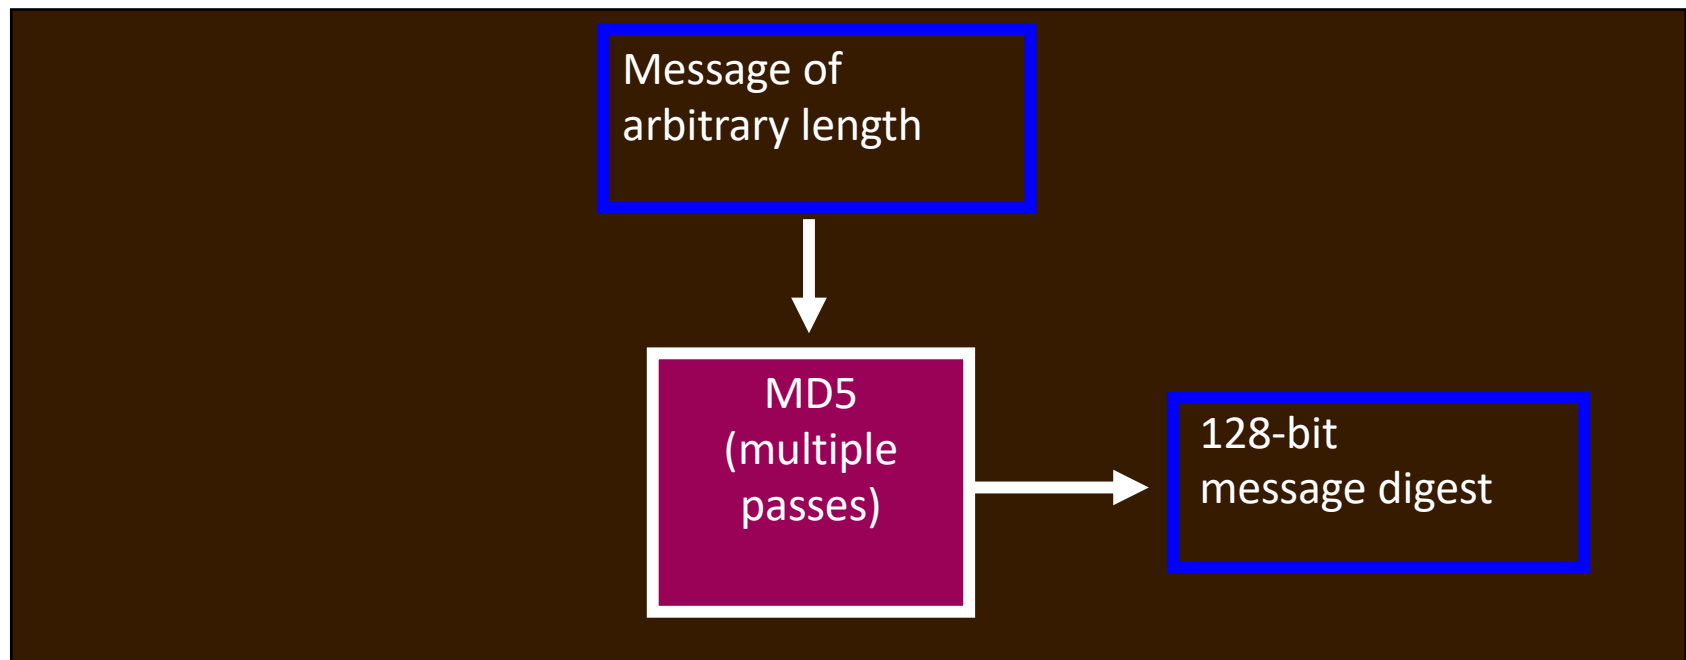 Message of
arbitrary length
MD5
(multiple
passes)
128-bit
message digest